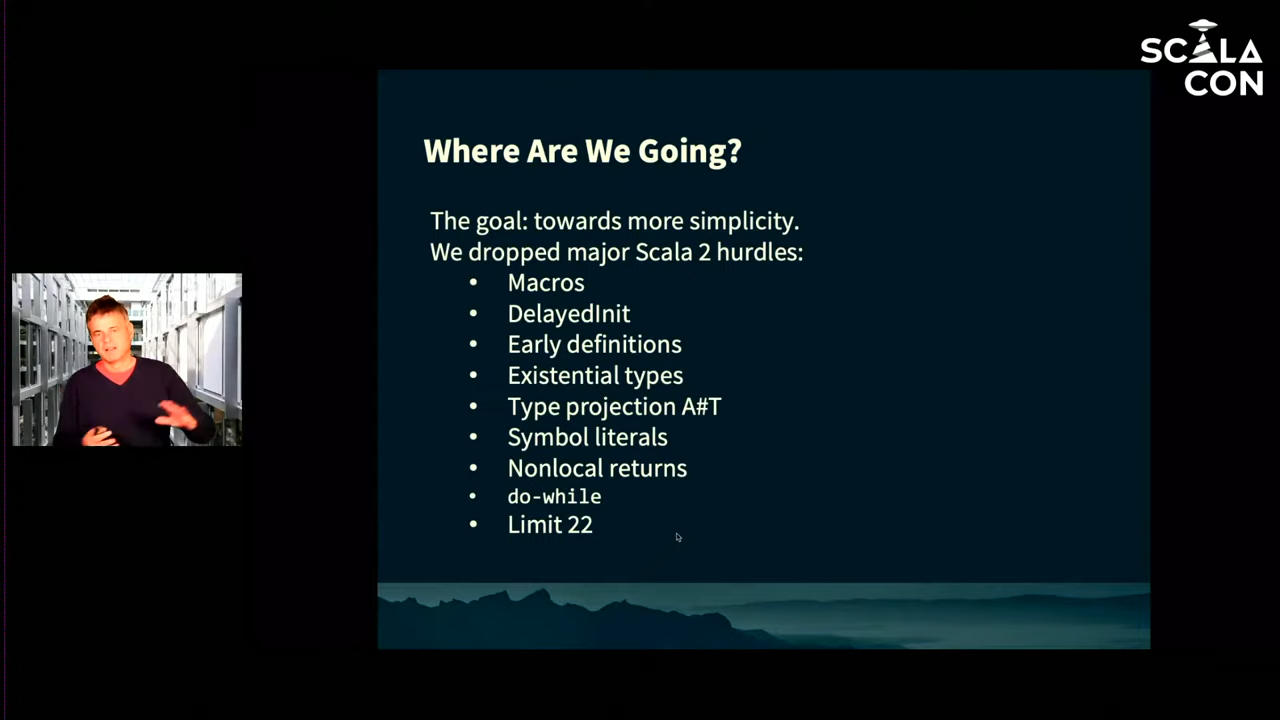 SCALA
CON
Where Are We Going?
The goal: towards more simplicity.
We dropped major Scala 2 hurdles:
• Macros
• DelayedInit
• Early definitions
• Existential types
• Type projection A#T
• Symbol literals
• Nonlocal returns
• do-while
• Limit 22